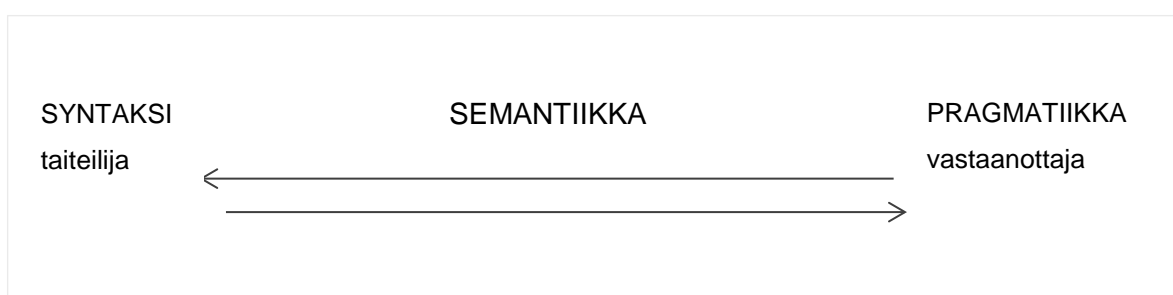 SYNTAKSI
taiteilija
SEMANTIIKKA
PRAGMATIIKKA
vastaanottaja